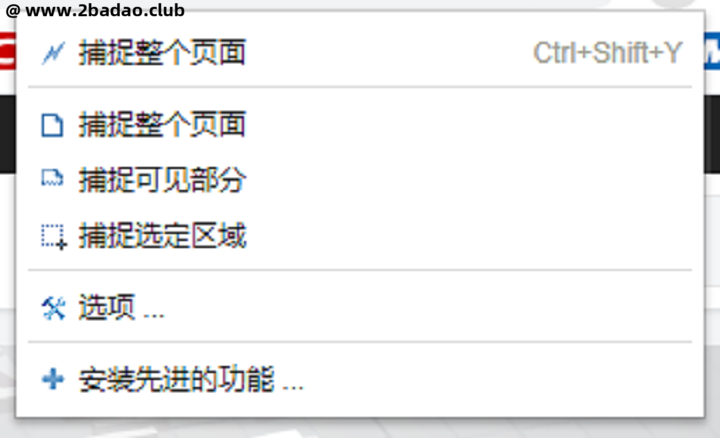 @ www.2badao.club
捕捉整个页面 Ctrl+Shift+Y
捕捉整个页面
捕捉可见部分
捕捉选定区域
选项 ...
安装先进的功能 ...